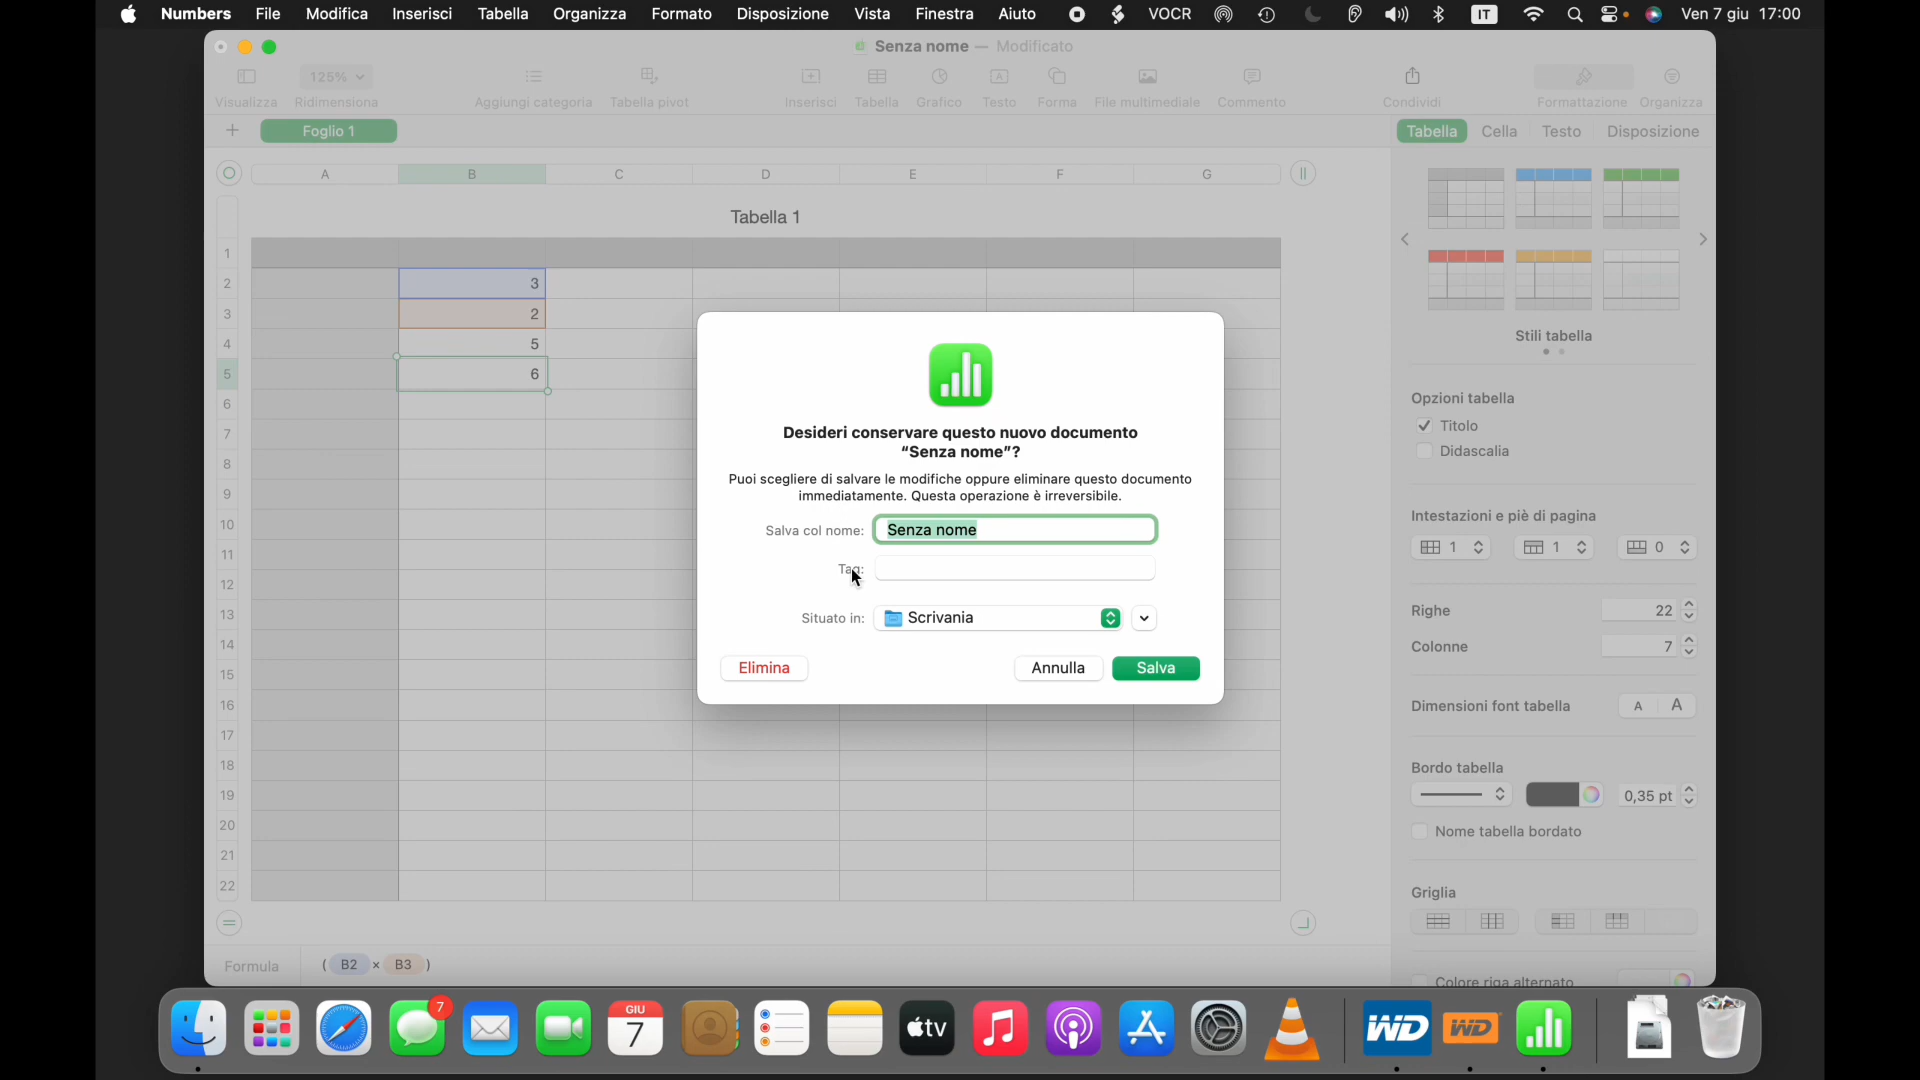 Numbers File Modifica Inserisci Tabella Organizza Formato Disposizione Vista Finestra Aiuto VOCR IT Ven 7 giu 17:00
Senza nome — Modificato
125%
Visualizza Ridimensiona Aggiungi categoria Tabella pivot Inserisci Tabella Grafico Testo Forma File multimediale Commento Condividi Formattazione Organizza
+ Foglio 1 Tabella Cella Testo Disposizione
A B C D E F G
Tabella 1
1
2 3
3 2
4 5
5 6
6
7
8
9
10
11
12
13
14
15
16
17
18
19
20
21
22
Desideri conservare questo nuovo documento
“Senza nome”?
Puoi scegliere di salvare le modifiche oppure eliminare questo documento
immediatamente. Questa operazione è irreversibile.
Salva col nome: Senza nome
Tag:
Situato in: Scrivania
Elimina Annulla Salva
Stili tabella
Opzioni tabella
Titolo
Didascalia
Intestazioni e piè di pagina
1 1 0
Righe 22
Colonne 7
Dimensioni font tabella A A
Bordo tabella
0,35 pt
Nome tabella bordato
Griglia
Colore riga alternato
Formula ( B2 × B3 )
7 GIU 7 tv WD WD